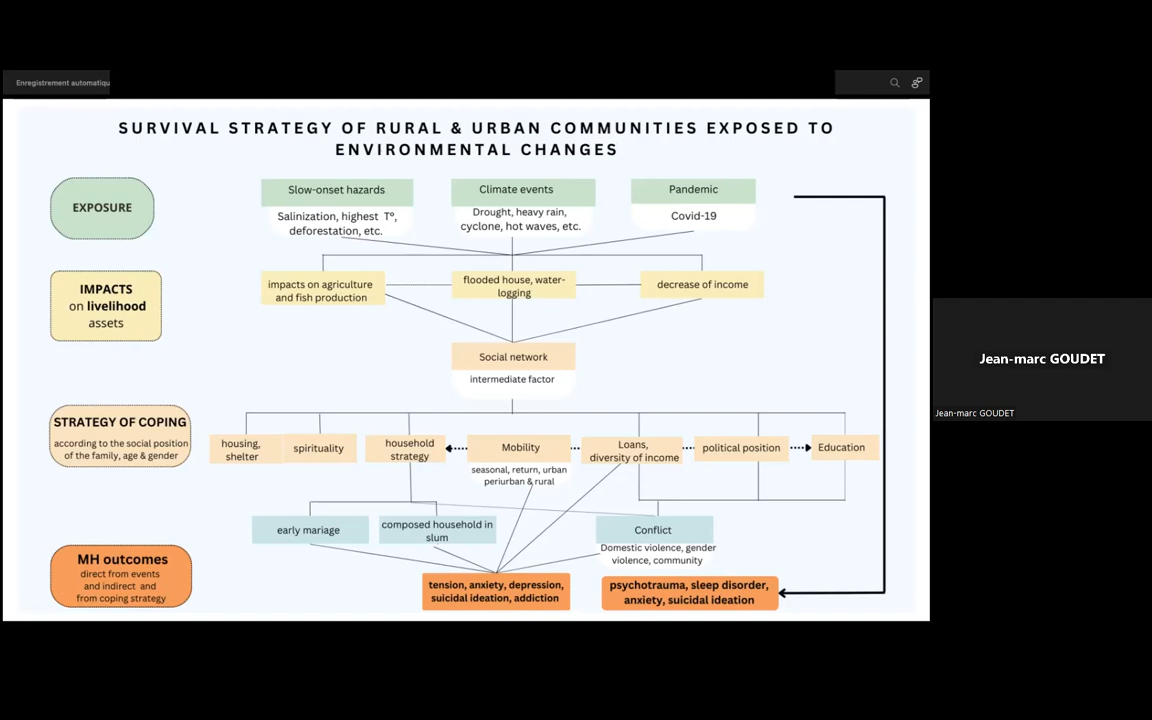 Enregistrement automatiqu
SURVIVAL STRATEGY OF RURAL & URBAN COMMUNITIES EXPOSED TO
ENVIRONMENTAL CHANGES
EXPOSURE
Slow-onset hazards
Salinization, highest T°,
deforestation, etc.
Climate events
Drought, heavy rain,
cyclone, hot waves, etc.
Pandemic
Covid-19
IMPACTS
on livelihood
assets
impacts on agriculture
and fish production
flooded house, water-
logging
decrease of income
Social network
intermediate factor
STRATEGY OF COPING
according to the social position
of the family, age & gender
housing,
shelter
spirituality
household
strategy
Mobility
seasonal, return, urban
periurban & rural
Loans,
diversity of income
political position
Education
early mariage
composed household in
slum
Conflict
Domestic violence, gender
violence, community
MH outcomes
direct from events
and indirect and
from coping strategy
tension, anxiety, depression,
suicidal ideation, addiction
psychotrauma, sleep disorder,
anxiety, suicidal ideation
Jean-marc GOUDET
Jean-marc GOUDET